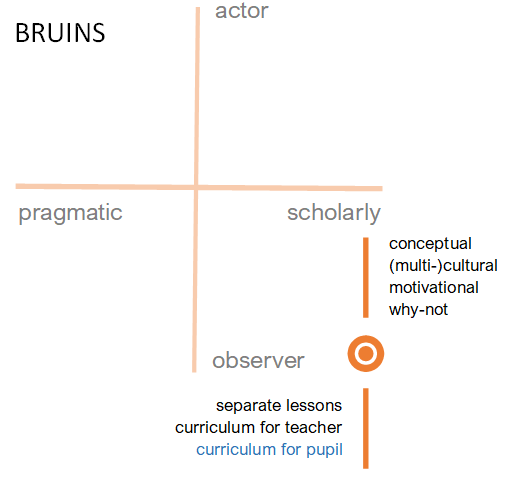 BRUINS
actor
pragmatic
scholarly
conceptual
(multi-)cultural
motivational
why-not
observer
separate lessons
curriculum for teacher
curriculum for pupil